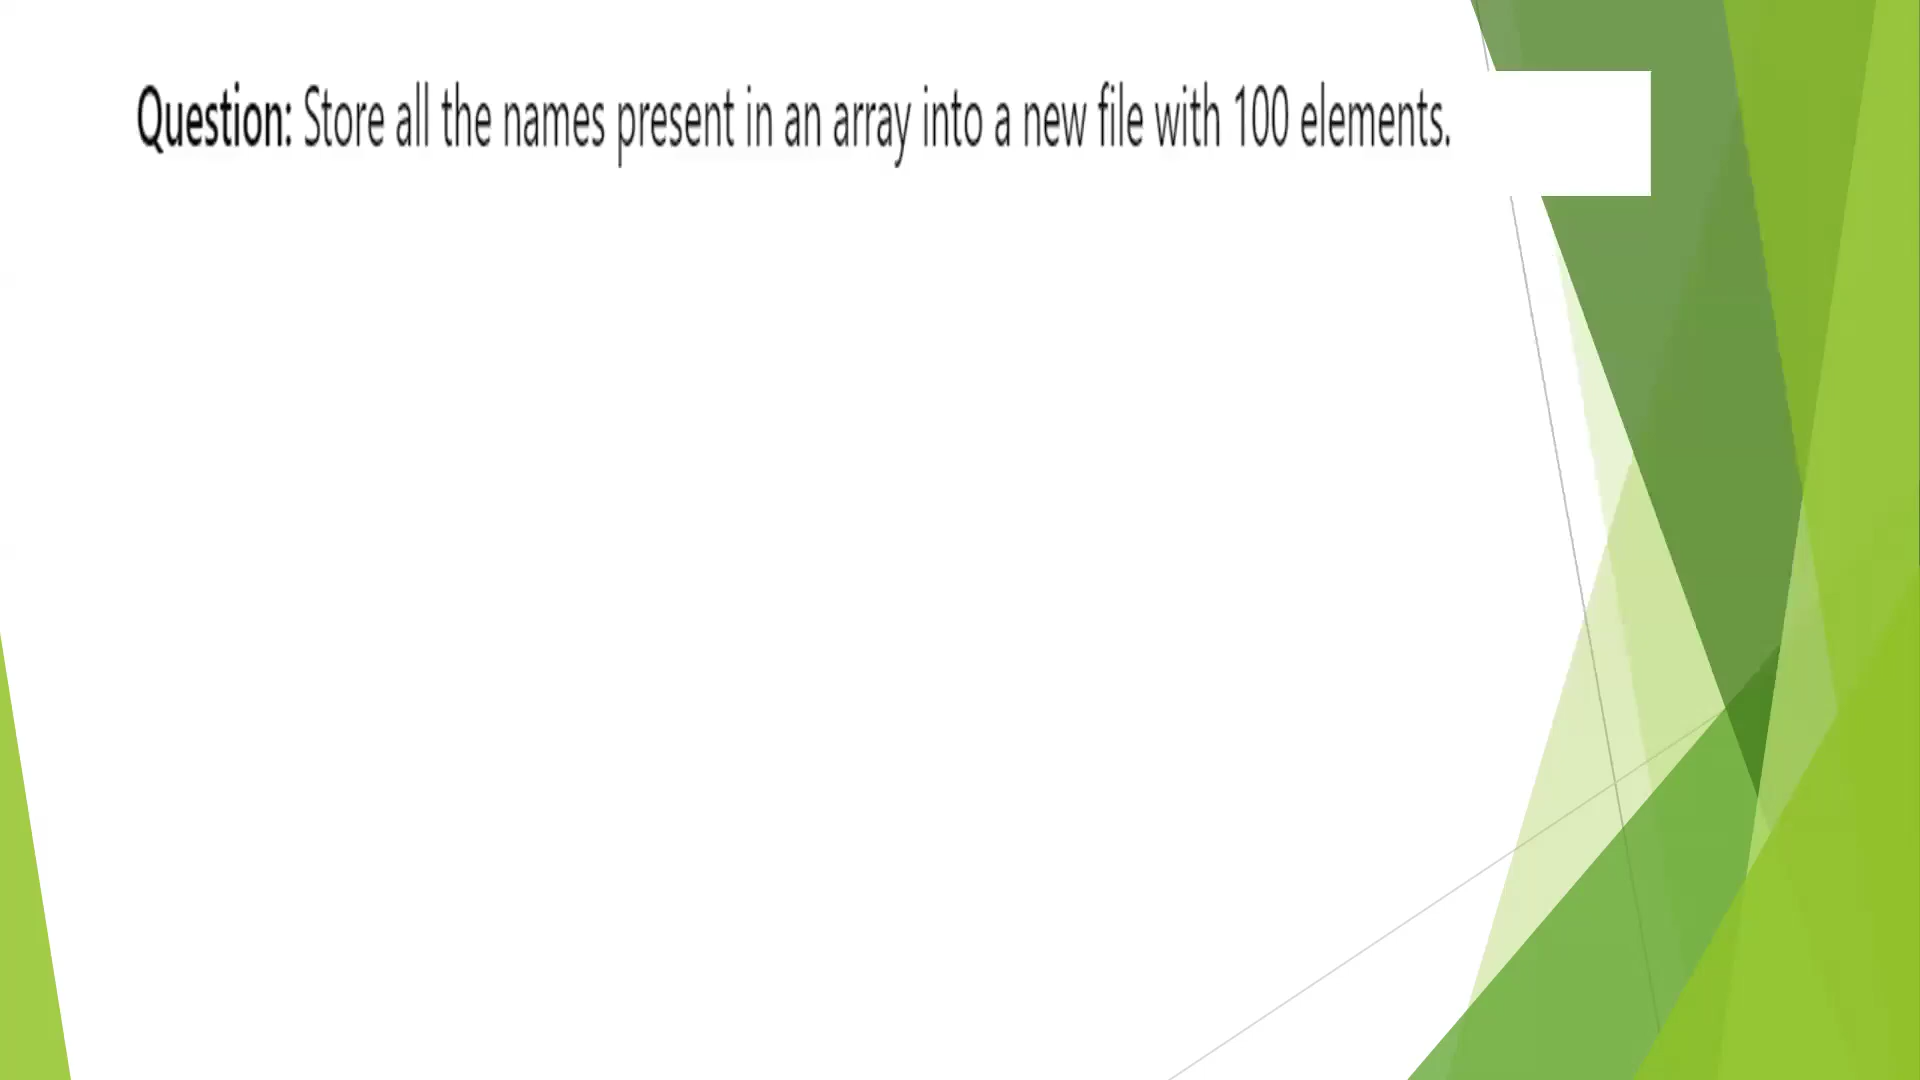 Question: Store all the names present in an array into a new file with 100 elements.